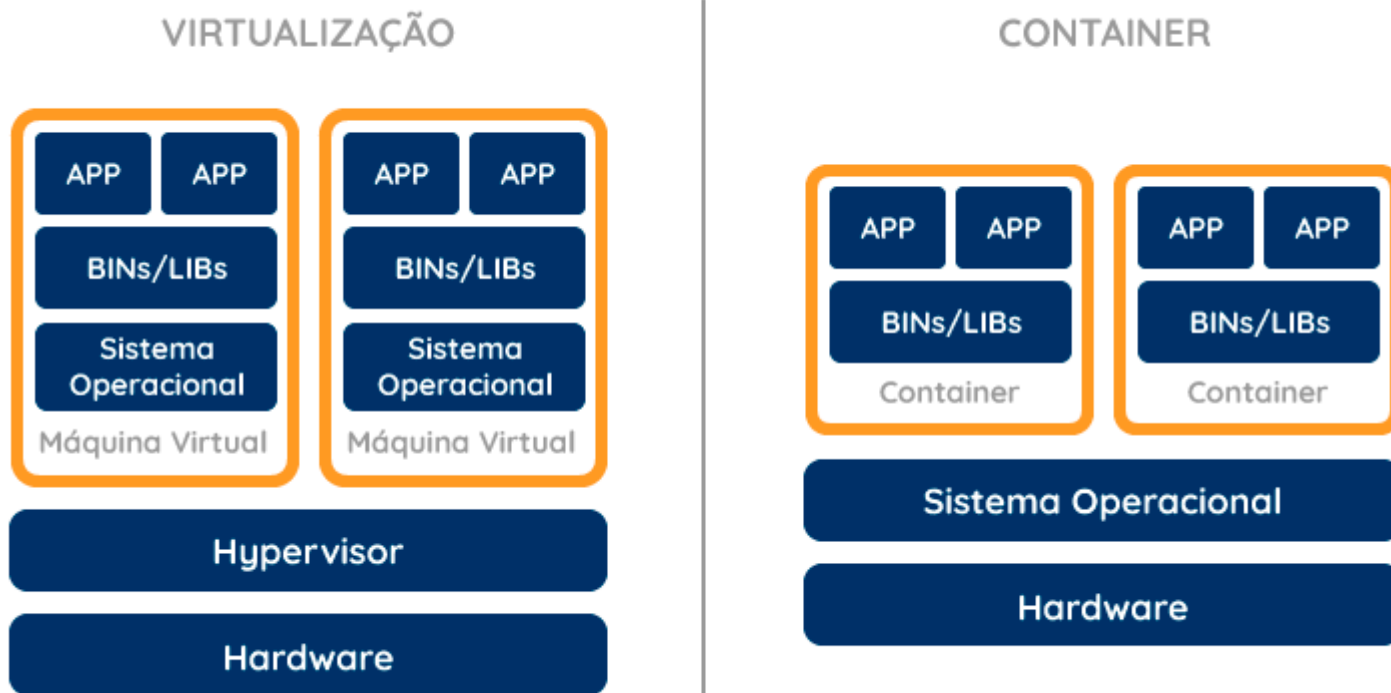 VIRTUALIZAÇÃO
APP APP
BINs/LIBs
Sistema
Operacional
Máquina Virtual
APP APP
BINs/LIBs
Sistema
Operacional
Máquina Virtual
Hypervisor
Hardware
CONTAINER
APP APP
BINs/LIBs
Container
APP APP
BINs/LIBs
Container
Sistema Operacional
Hardware